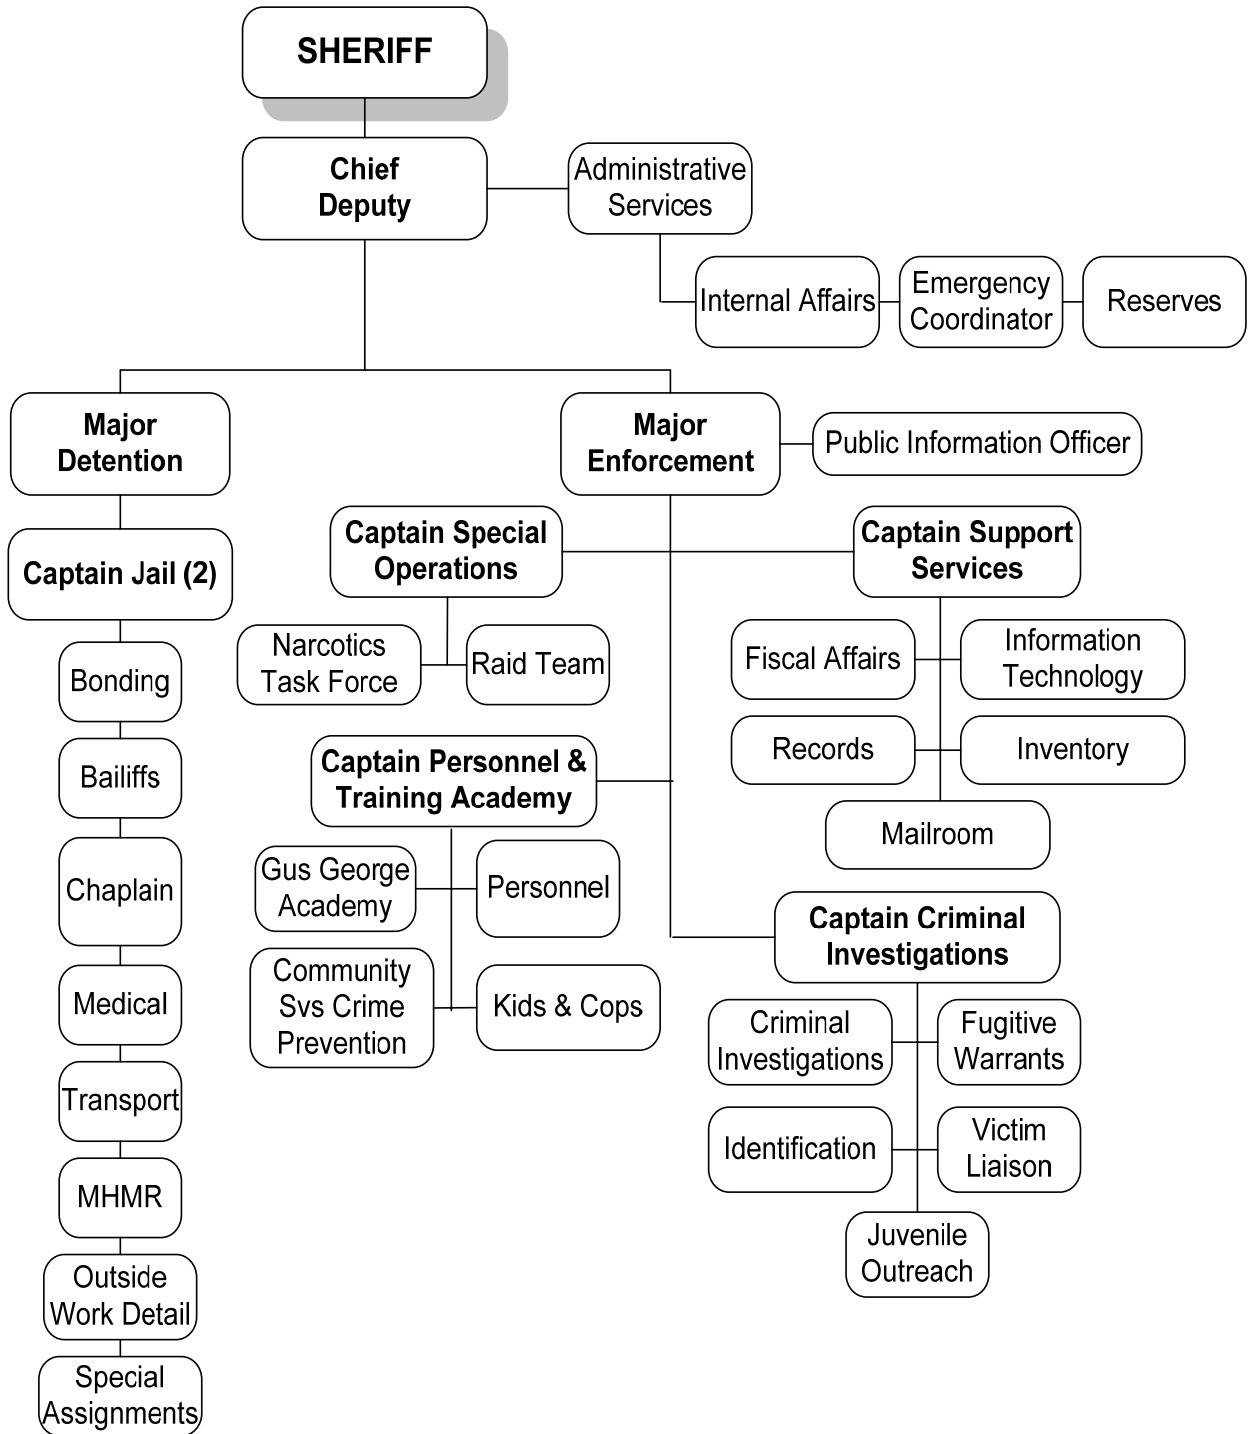 SHERIFF
Chief
Deputy
Administrative
Services
Internal Affairs
Emergency
Coordinator
Reserves
Major
Detention
Major
Enforcement
Public Information Officer
Captain Jail (2)
Bonding
Bailiffs
Chaplain
Medical
Transport
MHMR
Outside
Work Detail
Special
Assignments
Captain Special
Operations
Narcotics
Task Force
Raid Team
Captain Personnel &
Training Academy
Gus George
Academy
Personnel
Community
Svs Crime
Prevention
Kids & Cops
Captain Support
Services
Fiscal Affairs
Information
Technology
Records
Inventory
Mailroom
Captain Criminal
Investigations
Criminal
Investigations
Fugitive
Warrants
Identification
Victim
Liaison
Juvenile
Outreach